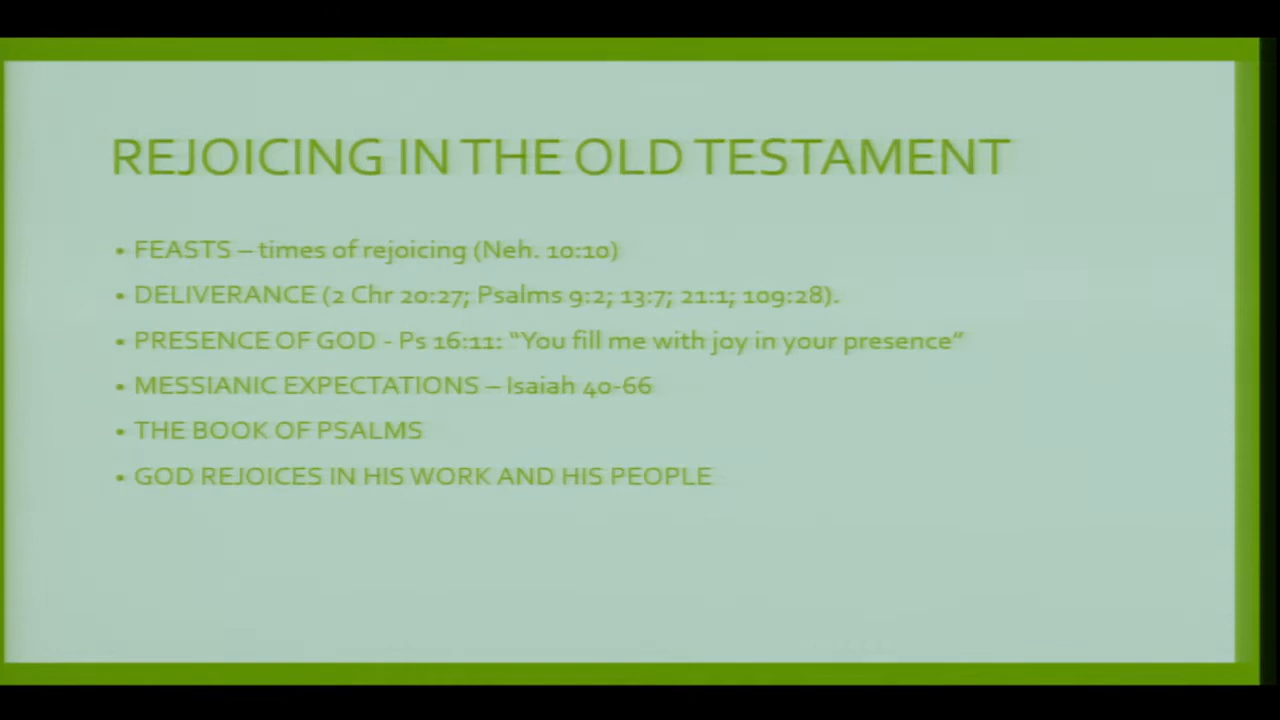 REJOICING IN THE OLD TESTAMENT
• FEASTS – times of rejoicing (Neh. 10:10)
• DELIVERANCE (2 Chr 20:27; Psalms 9:2; 13:7; 21:1; 109:28).
• PRESENCE OF GOD - Ps 16:11: “You fill me with joy in your presence”
• MESSIANIC EXPECTATIONS – Isaiah 40-66
• THE BOOK OF PSALMS
• GOD REJOICES IN HIS WORK AND HIS PEOPLE